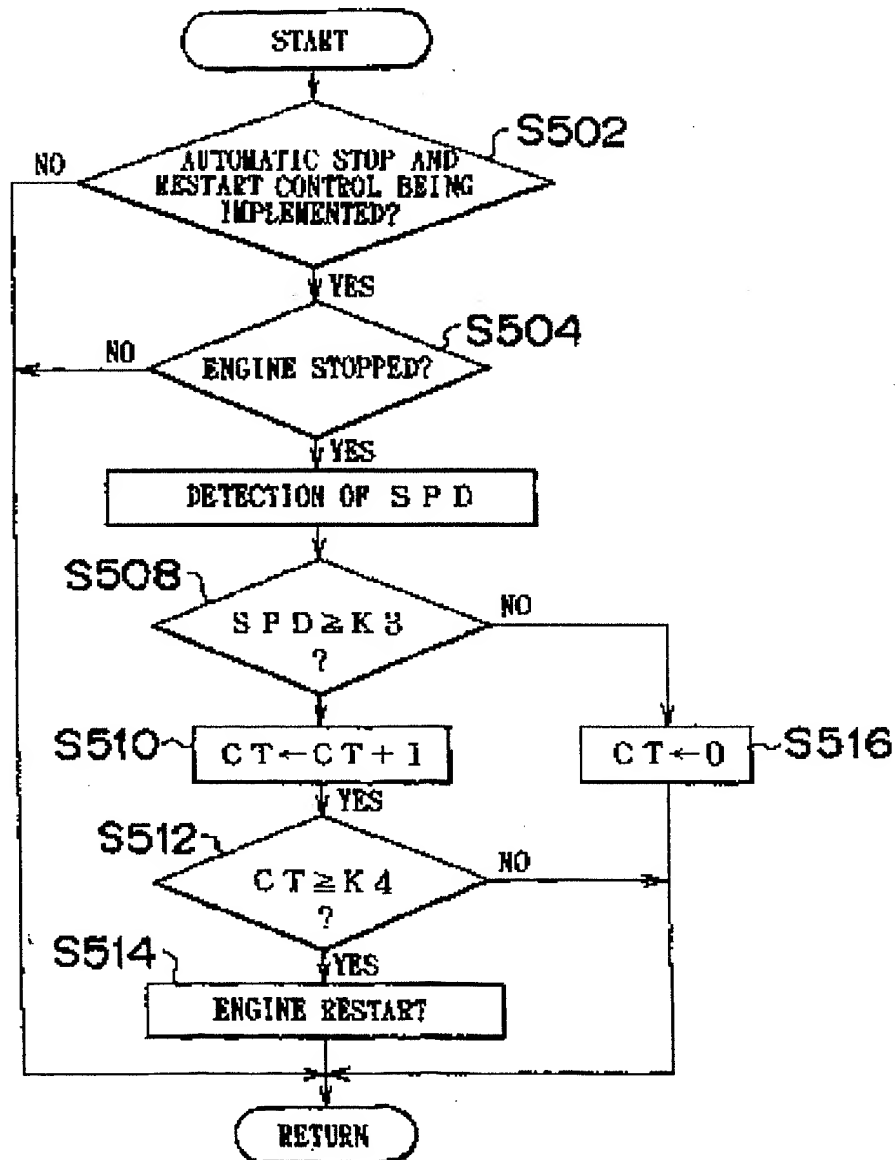 START
S502
NO
AUTOMATIC STOP AND
RESTART CONTROL BEING
IMPLEMENTED?
YES
S504
NO
ENGINE STOPPED?
YES
DETECTION OF SPD
S508
SPD≧K3
?
NO
S510
CT←CT+1
CT←0
S516
YES
S512
CT≧K4
?
NO
S514
YES
ENGINE RESTART
RETURN